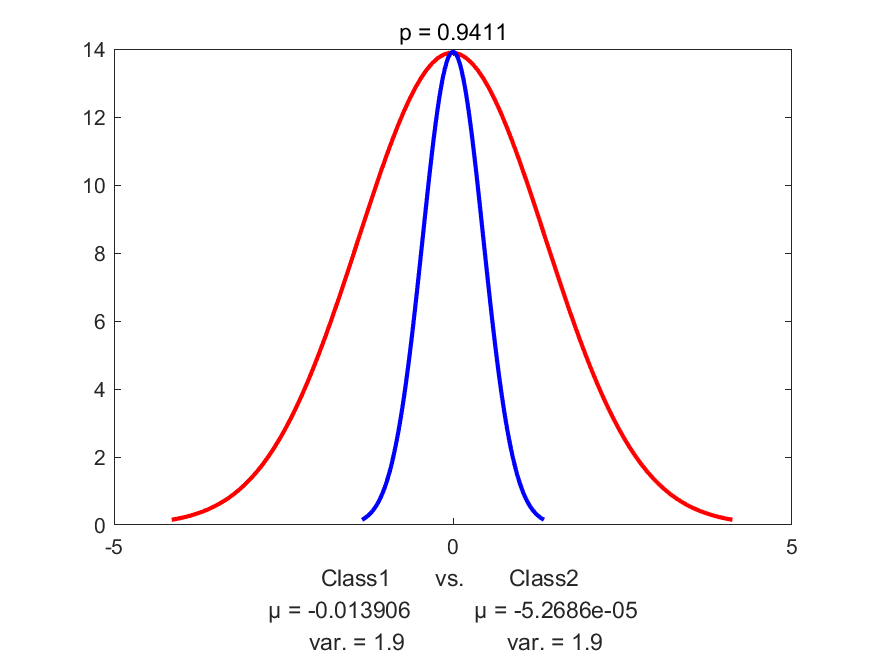 p = 0.9411
14
12
10
8
6
4
2
0
-5 0 5
Class1 vs. Class2
μ = -0.013906 μ = -5.2686e-05
var. = 1.9 var. = 1.9